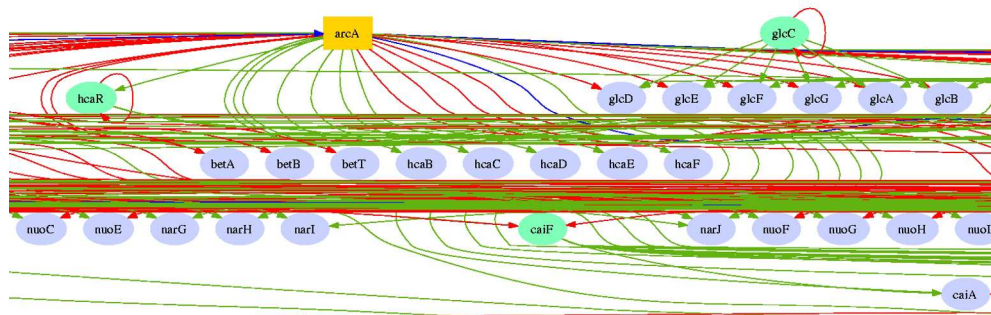 arcA glcC
hcaR glcD glcE glcF glcG glcA glcB
betA betB betT hcaB hcaC hcaD hcaE hcaF
nuoC nuoE narG narH narI caiF narJ nuoF nuoG nuoH
caiA